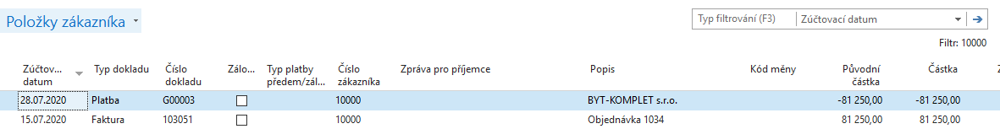 Položky zákazníka
Typ filtrování (F3) Zúčtovací datum
Filtr: 10000
Zúčtov... datum Typ dokladu Číslo dokladu Zálo... Typ platby předem/zál... Číslo zákazníka Zpráva pro příjemce Popis Kód měny Původní částka Částka Z
28.07.2020 Platba G00003 10000 BYT-KOMPLET s.r.o. -81 250,00 -81 250,00
15.07.2020 Faktura 103051 10000 Objednávka 1034 81 250,00 81 250,00